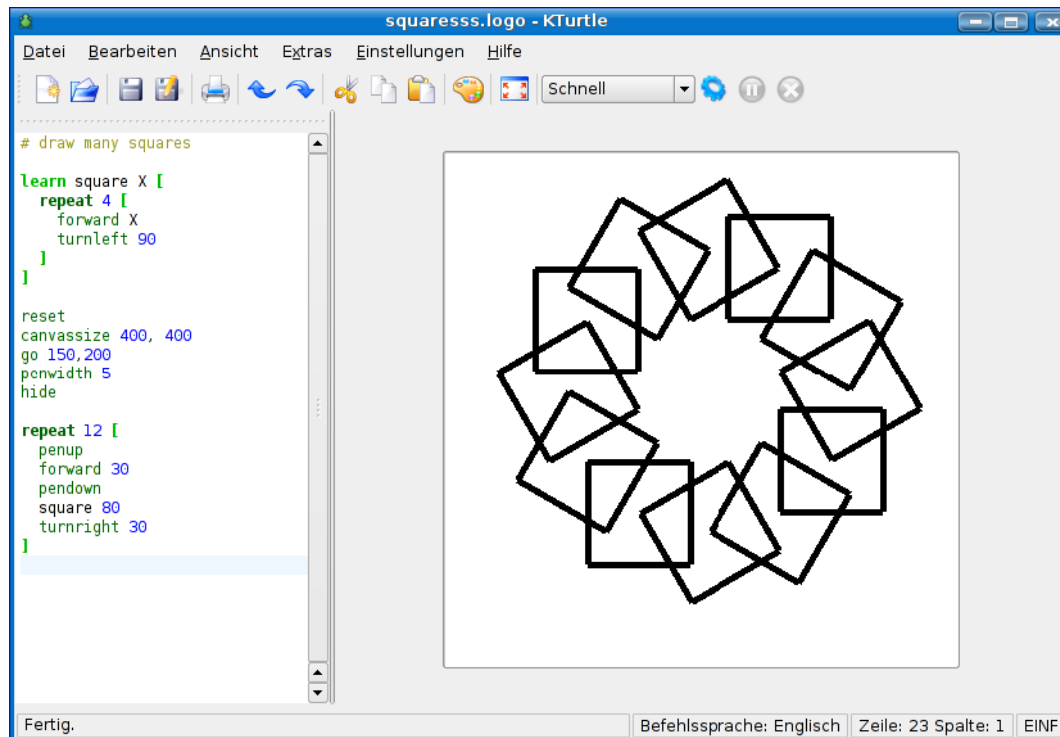 squaresss.logo - KTurtle
Datei Bearbeiten Ansicht Extras Einstellungen Hilfe
Schnell
# draw many squares
learn square X [
repeat 4 [
forward X
turnleft 90
]
]
reset
canvassize 400, 400
go 150,200
penwidth 5
hide
repeat 12 [
penup
forward 30
pendown
square 80
turnright 30
]
Fertig.
Befehlssprache: Englisch
Zeile: 23 Spalte: 1
EINF